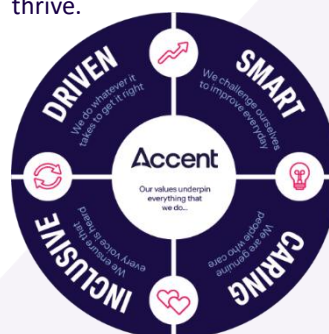 thrive.
DRIVEN
We do whatever it
takes to get it right
SMART
We challenge ourselves
to improve everyday
Accent
Our values underpin
everything that
we do...
INCLUSIVE
We ensure that
every voice is heard
CARING
We are genuine
people who care